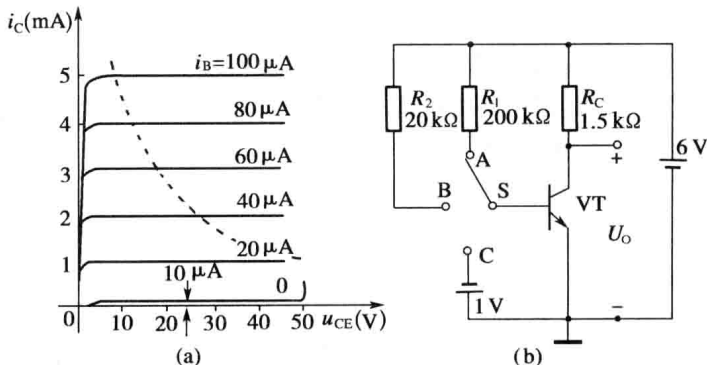 i_C(mA)
5
4
3
2
1
0
i_B=100 μA
80 μA
60 μA
40 μA
20 μA
10 μA
0
10
20
30
40
50
u_CE(V)
(a)
R_2
20 kΩ
R_1
200 kΩ
R_C
1.5 kΩ
6 V
A
B
S
C
VT
+
U_O
1 V
−
(b)